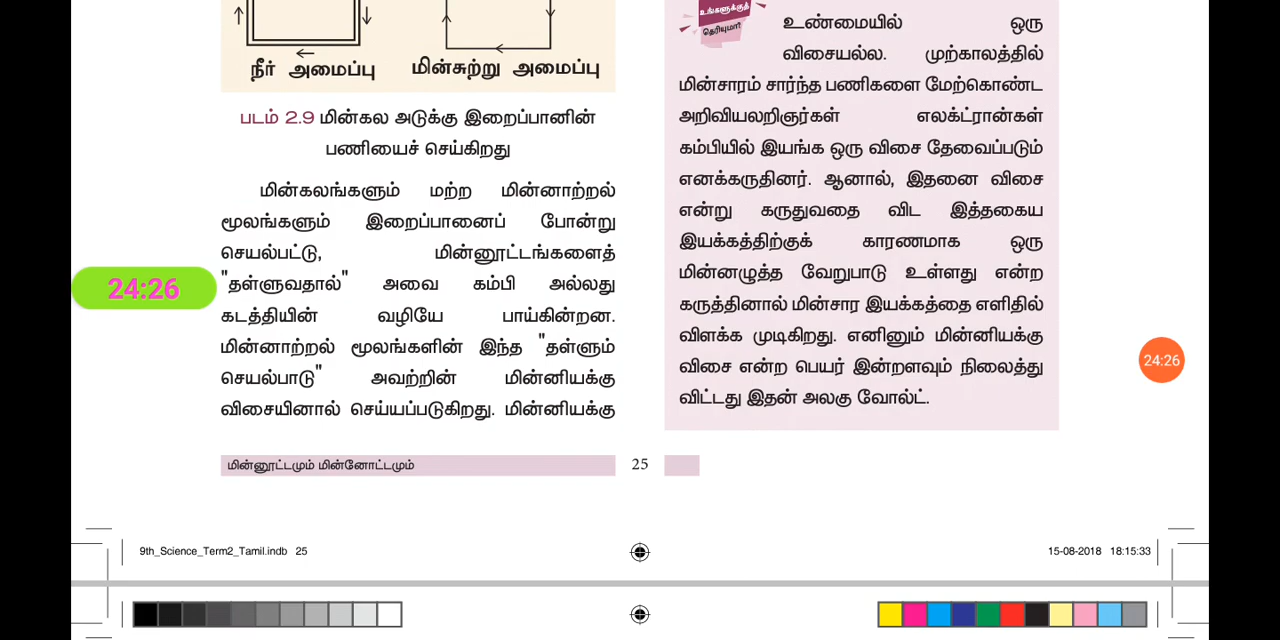 நீர் அமைப்பு
மின்சுற்று அமைப்பு
படம் 2.9 மின்கல அடுக்கு இறைப்பானின்
பணியைச் செய்கிறது
மின்கலங்களும் மற்ற மின்னாற்றல்
மூலங்களும் இறைப்பானைப் போன்று
செயல்பட்டு, மின்னூட்டங்களைத்
"தள்ளுவதால்" அவை கம்பி அல்லது
கடத்தியின் வழியே பாய்கின்றன.
மின்னாற்றல் மூலங்களின் இந்த "தள்ளும்
செயல்பாடு" அவற்றின் மின்னியக்கு
விசையினால் செய்யப்படுகிறது. மின்னியக்கு
உங்களுக்குத்
தெரியுமா?
உண்மையில் ஒரு
விசையல்ல. முற்காலத்தில்
மின்சாரம் சார்ந்த பணிகளை மேற்கொண்ட
அறிவியலறிஞர்கள் எலக்ட்ரான்கள்
கம்பியில் இயங்க ஒரு விசை தேவைப்படும்
எனக்கருதினர். ஆனால், இதனை விசை
என்று கருதுவதை விட இத்தகைய
இயக்கத்திற்குக் காரணமாக ஒரு
மின்னழுத்த வேறுபாடு உள்ளது என்ற
கருத்தினால் மின்சார இயக்கத்தை எளிதில்
விளக்க முடிகிறது. எனினும் மின்னியக்கு
விசை என்ற பெயர் இன்றளவும் நிலைத்து
விட்டது இதன் அலகு வோல்ட்.
24:26
24:26
மின்னூட்டமும் மின்னோட்டமும்
25
9th_Science_Term2_Tamil.indb 25
15-08-2018 18:15:33